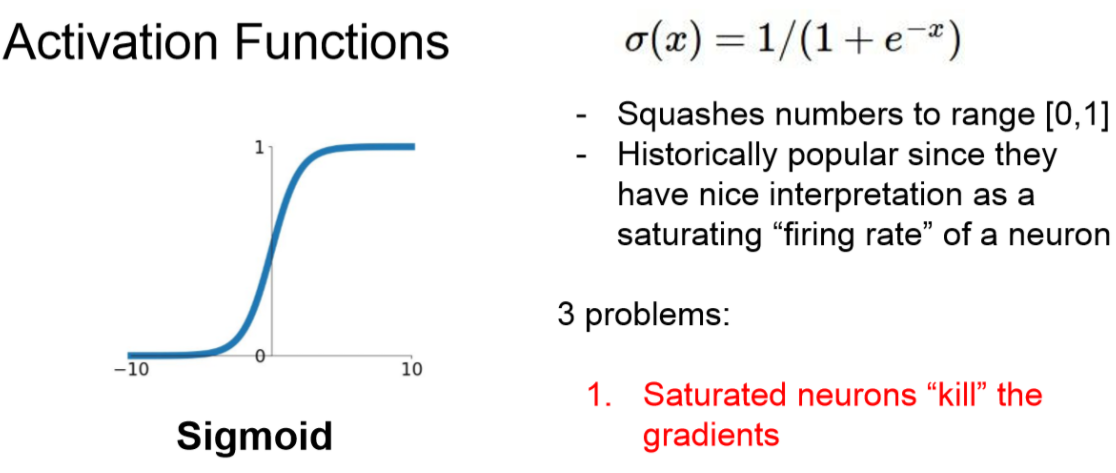 Activation Functions
σ(x) = 1/(1 + e⁻ˣ)
- Squashes numbers to range [0,1]
- Historically popular since they
have nice interpretation as a
saturating “firing rate” of a neuron
1
0
−10
10
Sigmoid
3 problems:
1. Saturated neurons “kill” the
gradients